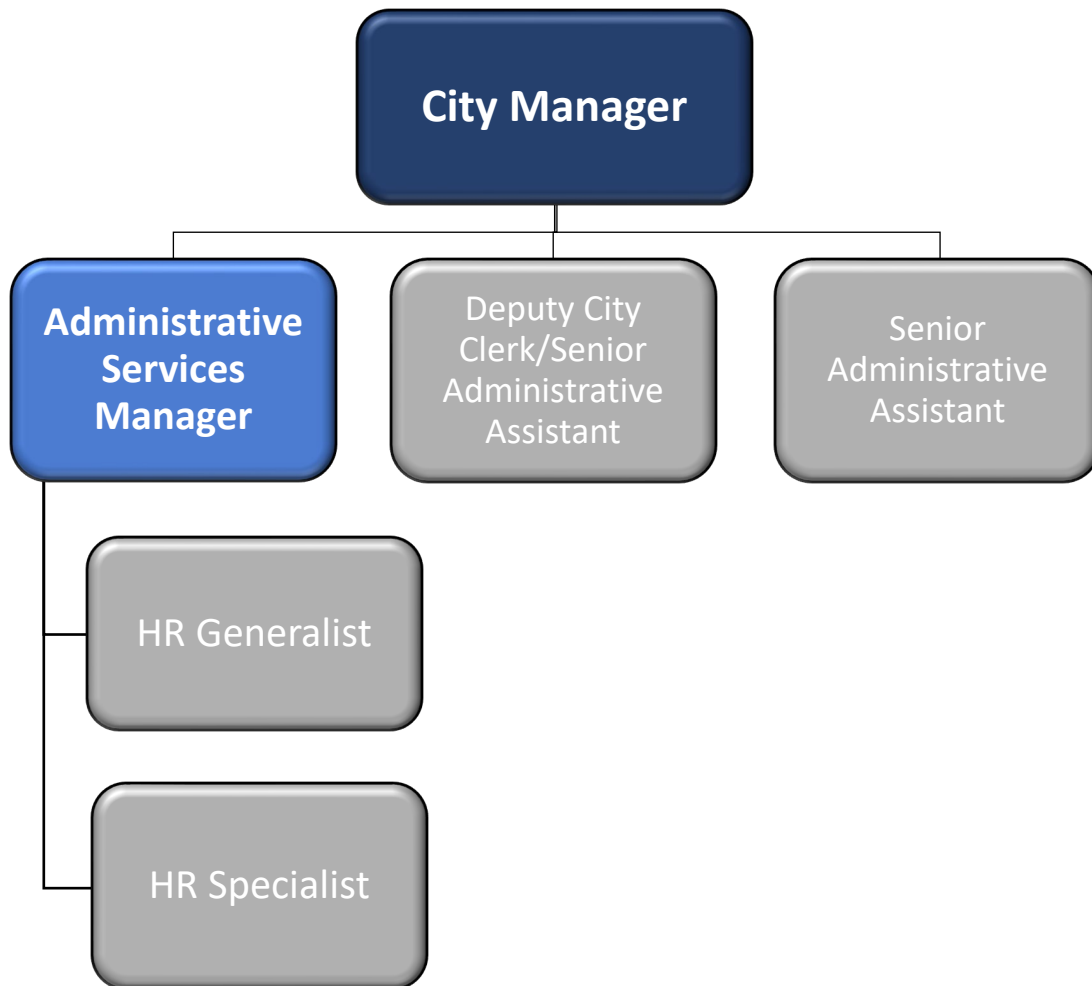 City Manager
Administrative
Services
Manager
Deputy City
Clerk/Senior
Administrative
Assistant
Senior
Administrative
Assistant
HR Generalist
HR Specialist